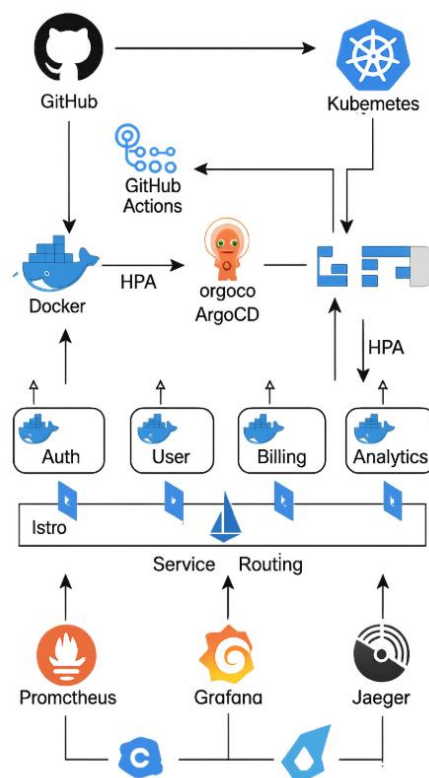 GitHub
Kubernetes
GitHub
Actions
Docker
HPA
orgoco
ArgoCD
HPA
Auth
User
Billing
Analytics
Istro
Service Routing
Promctheus
Grafana
Jaeger
C